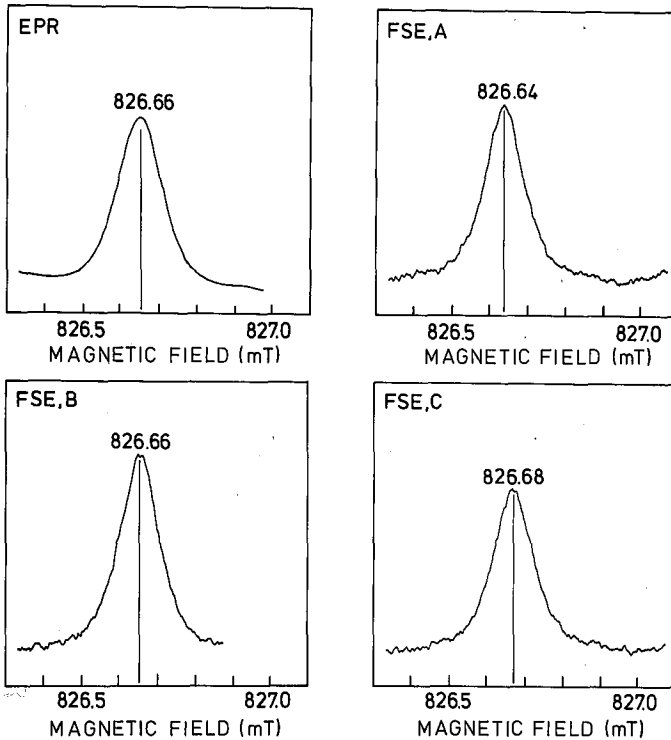 EPR
826.66
826.5 827.0
MAGNETIC FIELD (mT)
FSE,A
826.64
826.5 827.0
MAGNETIC FIELD (mT)
FSE,B
826.66
826.5 827.0
MAGNETIC FIELD (mT)
FSE,C
826.68
826.5 827.0
MAGNETIC FIELD (mT)